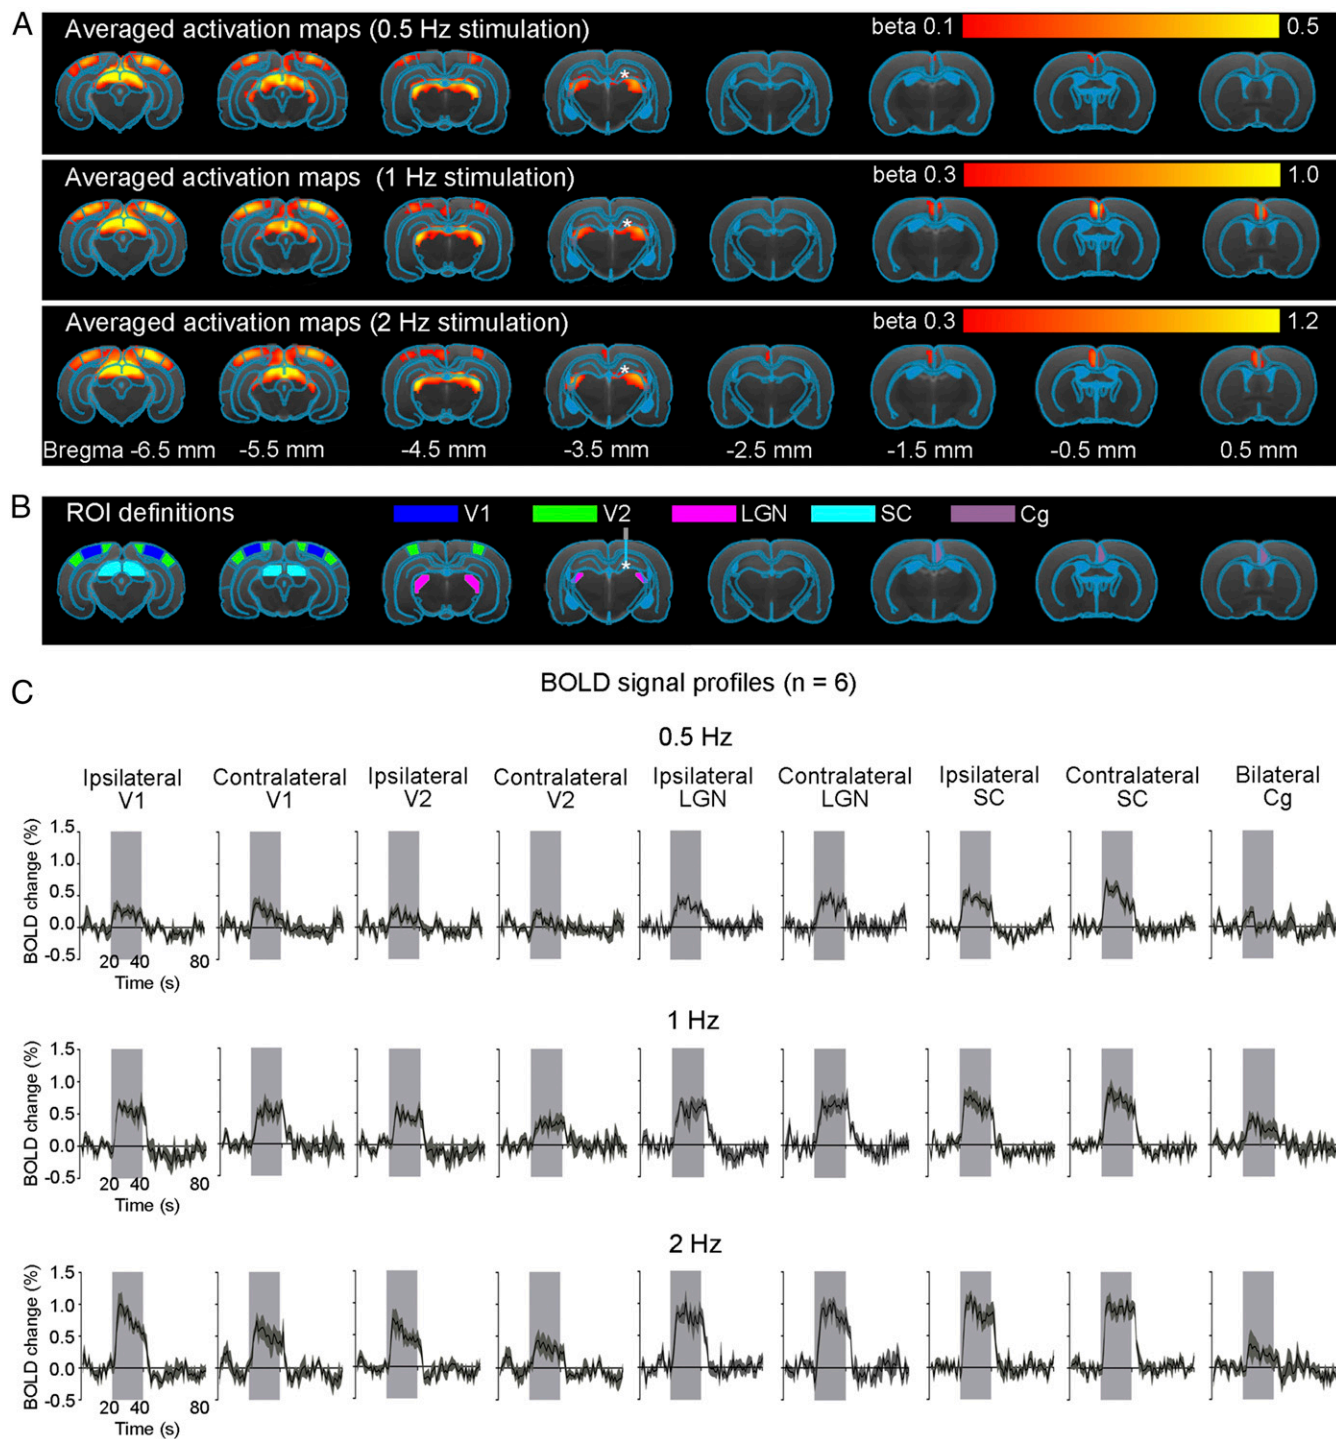 A
Averaged activation maps (0.5 Hz stimulation)
beta 0.1 0.5
*
Averaged activation maps (1 Hz stimulation)
beta 0.3 1.0
*
Averaged activation maps (2 Hz stimulation)
beta 0.3 1.2
*
Bregma -6.5 mm -5.5 mm -4.5 mm -3.5 mm -2.5 mm -1.5 mm -0.5 mm 0.5 mm
B
ROI definitions V1 V2 LGN SC Cg
*
C
BOLD signal profiles (n = 6)
0.5 Hz
Ipsilateral Contralateral Ipsilateral Contralateral Ipsilateral Contralateral Ipsilateral Contralateral Bilateral
V1 V1 V2 V2 LGN LGN SC SC Cg
BOLD change (%)
1.5
1.0
0.5
0.0
-0.5
20 40 80
Time (s)
1 Hz
BOLD change (%)
1.5
1.0
0.5
0.0
-0.5
20 40 80
Time (s)
2 Hz
BOLD change (%)
1.5
1.0
0.5
0.0
-0.5
20 40 80
Time (s)